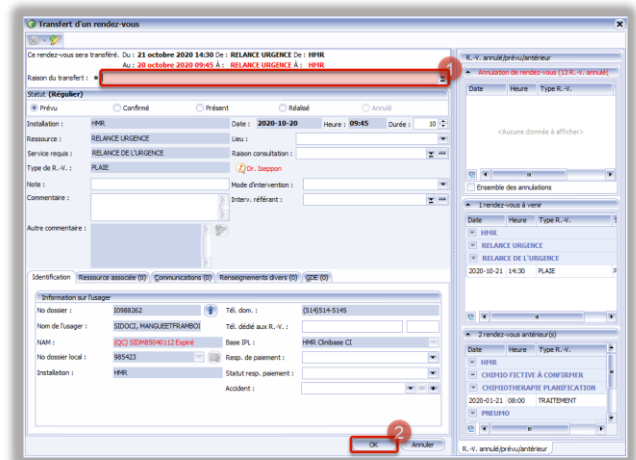 Transfert d'un rendez-vous
Ce rendez-vous sera transféré. Du : 21 octobre 2020 14:30 De : RELANCE URGENCE De : HMR
Au : 20 octobre 2020 09:45 À : RELANCE URGENCE À : HMR
1
Raison du transfert :
Statut (Régulier)
Prévu Confirmé Présent Réalisé Annulé
Installation : HMR Date : 2020-10-20 Heure : 09:45 Durée : 10
Ressource : RELANCE URGENCE Lieu :
Service requis : RELANCE DE L'URGENCE Raison consultation :
Type de R.-V. : PLAIE Dr. Iseppon
Note : Mode d'intervention :
Commentaire : Interv. référant :
Autre commentaire :
Identification Ressource associée (0) Communications (0) Renseignements divers (0) GDE (0)
Information sur l'usager
No dossier : I0988262 Tél. dom. : (514)514-5145
Nom de l'usager : SIDOCI, MANGUEETFRAMBOI Tél. dédié aux R.-V. :
NAM : (QC) SIDM85040112 Expiré Base IPL : HMR Clinibase CI
No dossier local : 985423 Resp. de paiement :
Installation : HMR Statut resp. paiement :
Accident :
2
OK Annuler
R.-V. annulé/prévu/antérieur
Annulation de rendez-vous (13 R.-V. annulé(
Date Heure Type R.-V.
<Aucune donnée à afficher>
Ensemble des annulations
1 rendez-vous à venir
Date Heure Type R.-V.
HMR
RELANCE URGENCE
RELANCE DE L'URGENCE
2020-10-21 14:30 PLAIE
2 rendez-vous antérieur(s)
Date Heure Type R.-V.
HMR
CHIMIO FICTIVE À CONFIRMER
CHIMIOTHERAPIE PLANIFICATION
2020-01-21 08:00 TRAITEMENT
PNEUMO
R.-V. annulé/prévu/antérieur